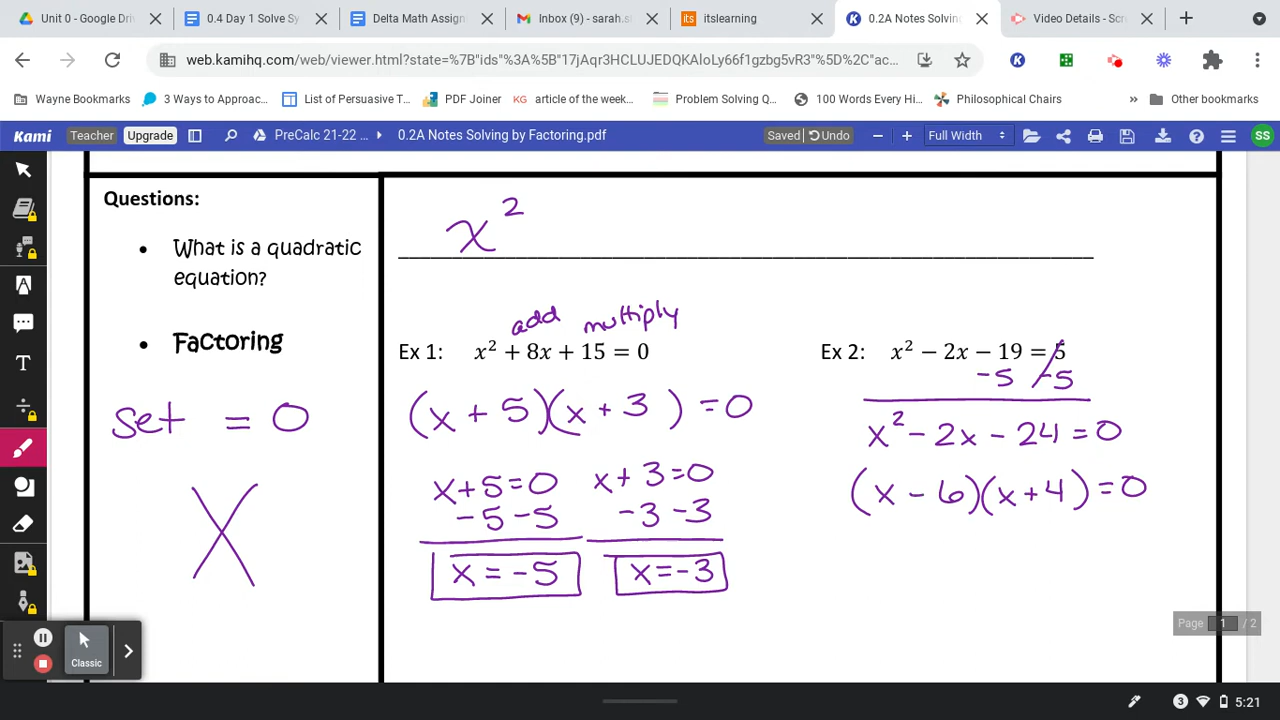 Unit 0 - Google Dri
0.4 Day 1 Solve Sy
Delta Math Assign
Inbox (9) - sarah.s
its itslearning
0.2A Notes Solvin
Video Details - Scr
web.kamihq.com/web/viewer.html?state=%7B"ids"%3A%5B"17jAqr3HCLUJEDQKAloLy66f1gzbg5vR3"%5D%2C"ac...
Wayne Bookmarks
3 Ways to Approac...
List of Persuasive T...
PDF Joiner
KG article of the week...
Problem Solving Q...
100 Words Every Hi...
Philosophical Chairs
» Other bookmarks
Kami Teacher Upgrade
PreCalc 21-22 ...
0.2A Notes Solving by Factoring.pdf
Saved Undo
Full Width
SS
Questions:
• What is a quadratic
equation?
• Factoring
set = 0
X
x²
add multiply
Ex 1: x² + 8x + 15 = 0
(x + 5)(x + 3) = 0
x+5=0 x+3=0
-5 -5 -3 -3
x = -5 x = -3
Ex 2: x² − 2x − 19 = 5
-5 -5
x² - 2x - 24 = 0
(x - 6)(x + 4) = 0
Page 1 / 2
Classic
3 5:21